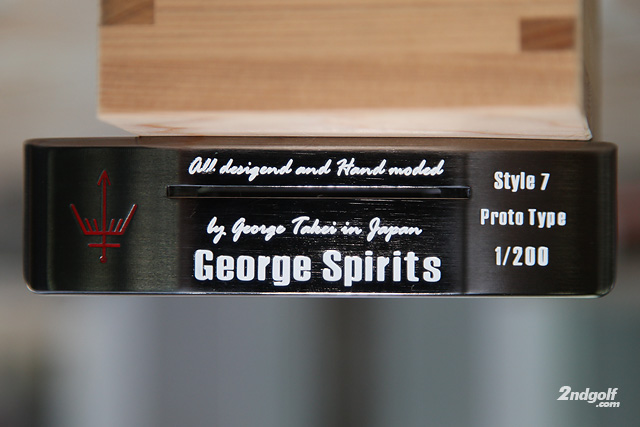 All desigend and Hand moded
by George Takei in Japan
George Spirits
Style 7
Proto Type
1/200
2ndgolf
.com